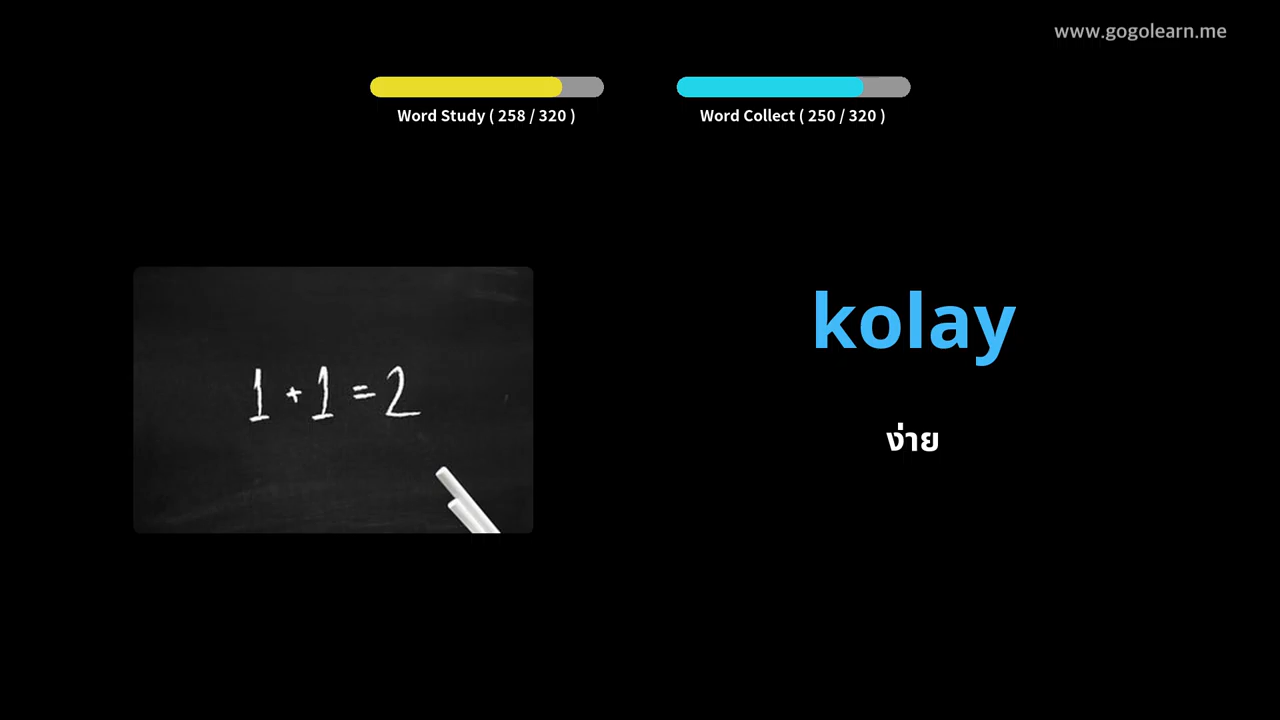 www.gogolearn.me
Word Study ( 258 / 320 )
Word Collect ( 250 / 320 )
1 + 1 = 2
kolay
ง่าย